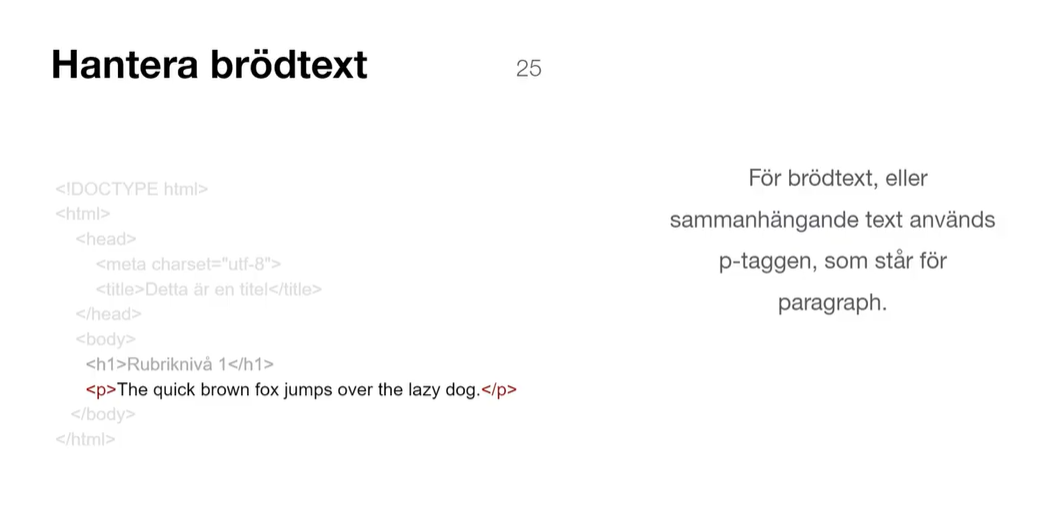 Hantera brödtext
25
<!DOCTYPE html>
<html>
<head>
<meta charset="utf-8">
<title>Detta är en titel</title>
</head>
<body>
<h1>Rubriknivå 1</h1>
<p>The quick brown fox jumps over the lazy dog.</p>
</body>
</html>
För brödtext, eller
sammanhängande text används
p-taggen, som står för
paragraph.